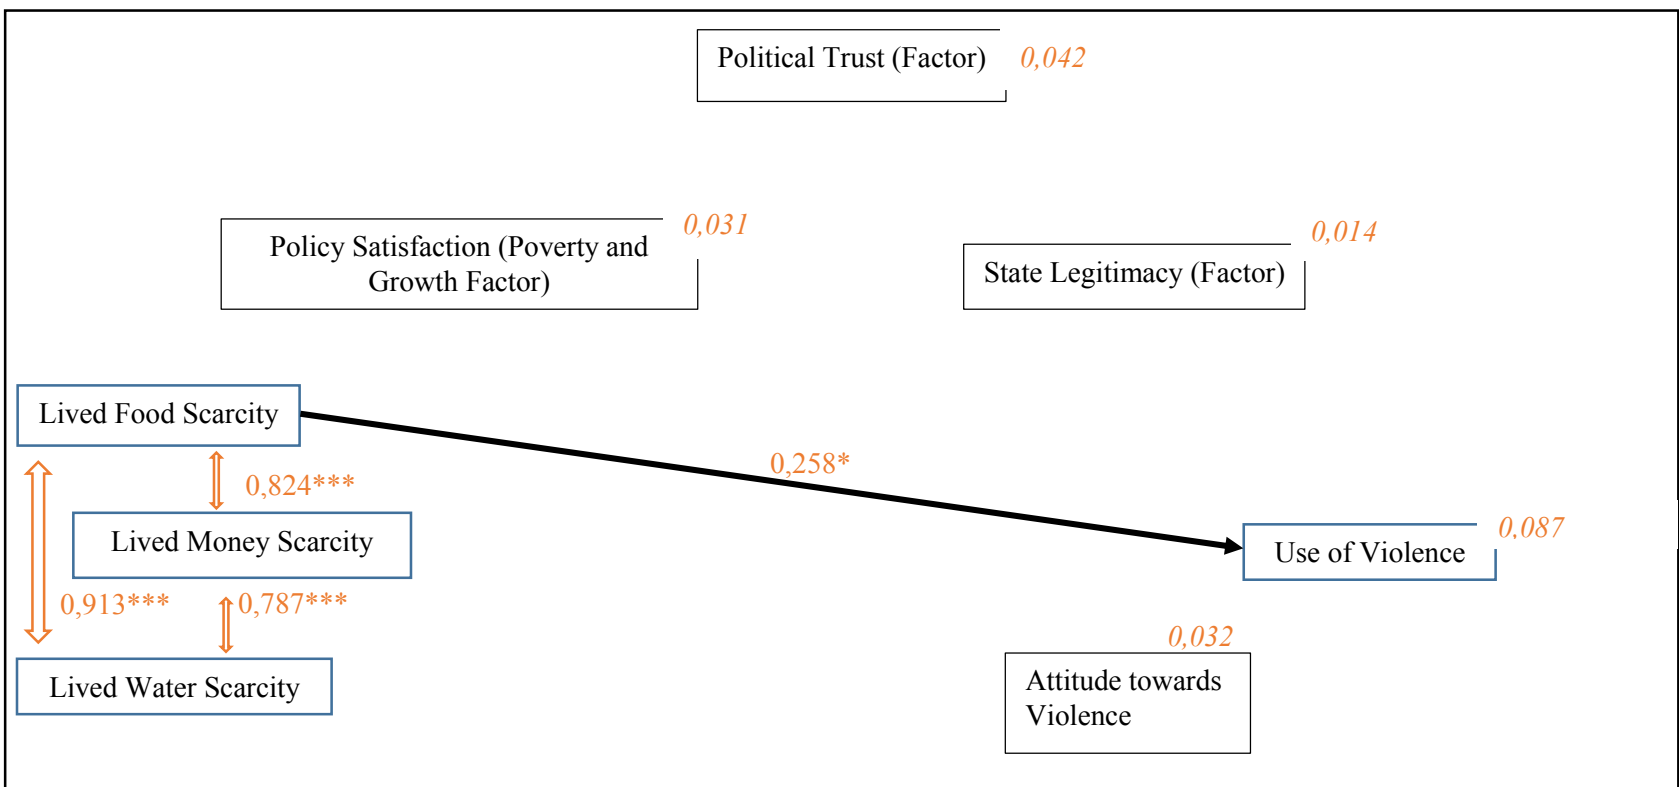 Political Trust (Factor)
0,042
0,031
Policy Satisfaction (Poverty and
Growth Factor)
0,014
State Legitimacy (Factor)
Lived Food Scarcity
0,258*
0,824***
Lived Money Scarcity
0,087
Use of Violence
0,913***
0,787***
0,032
Lived Water Scarcity
Attitude towards
Violence